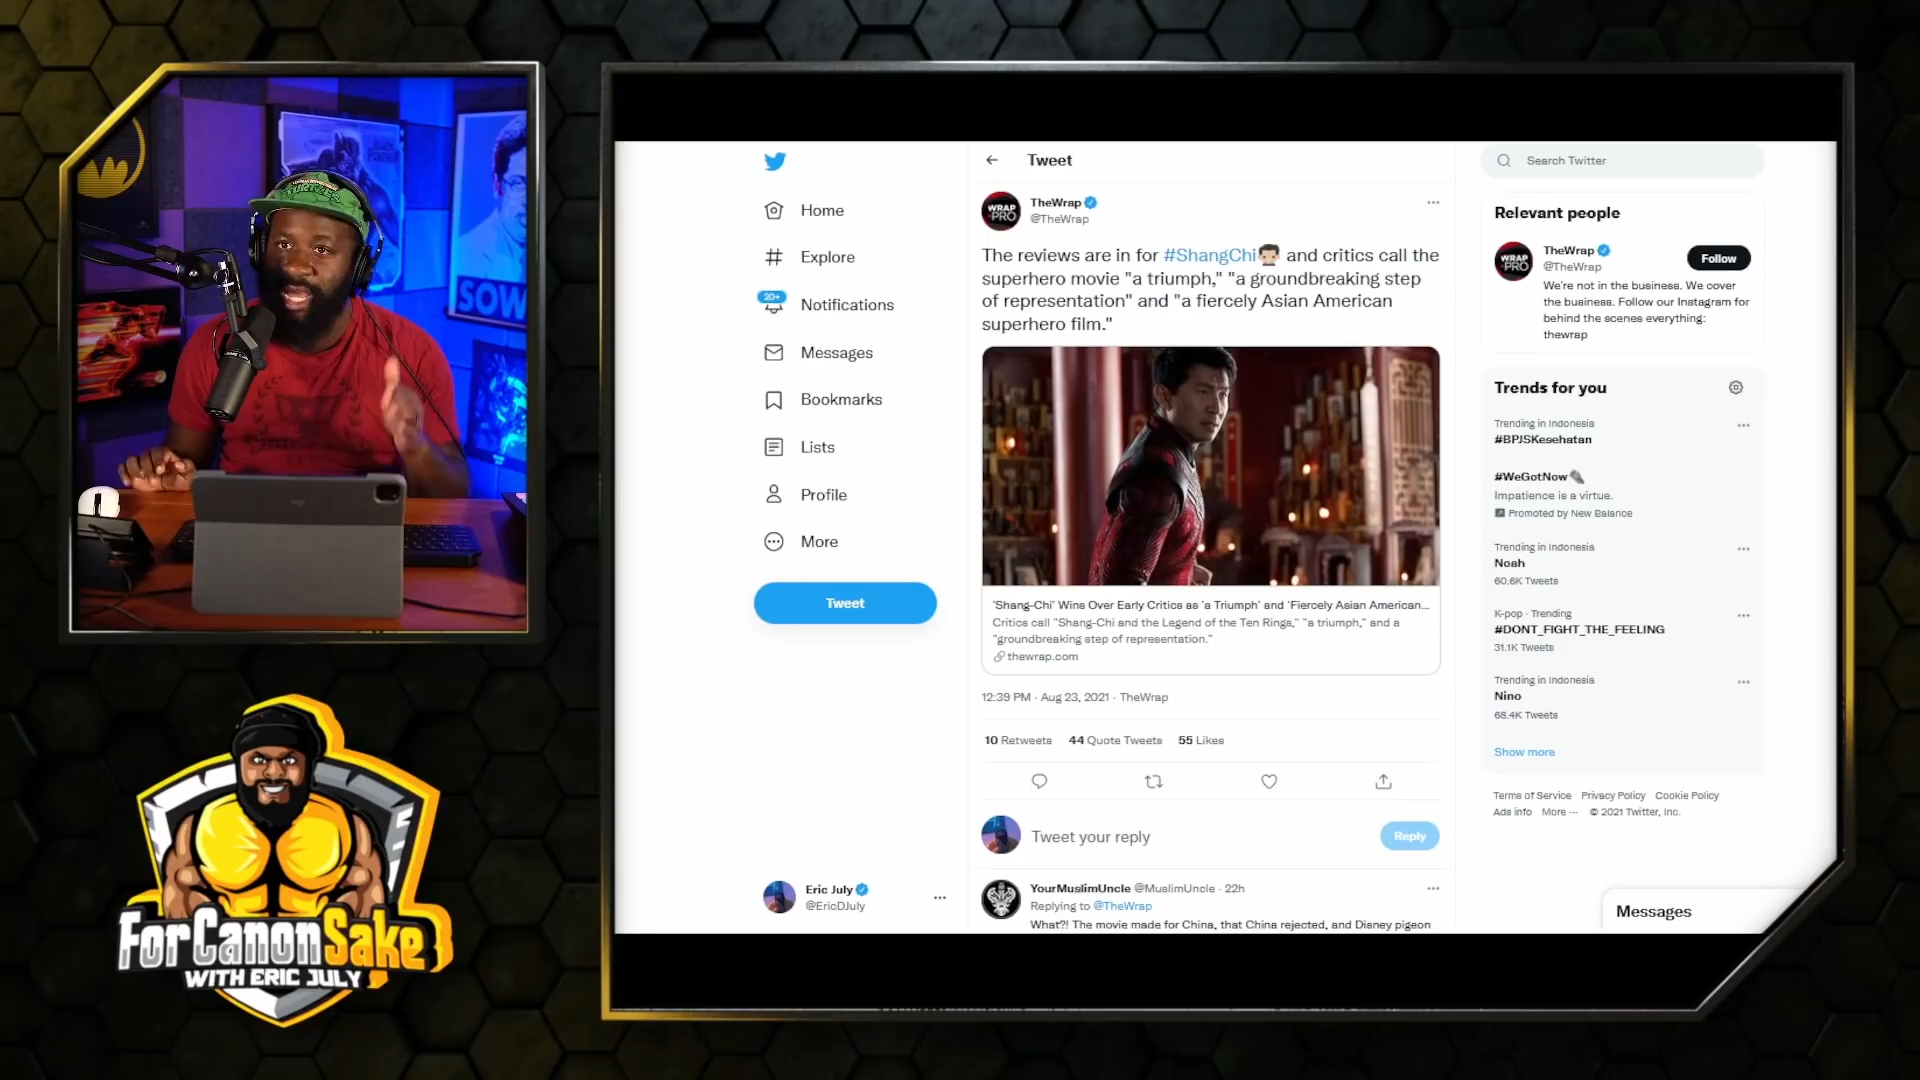 BLACK
PANTHER
SOW
TURTLES
ForCanonSake
WITH ERIC JULY
Home
Explore
20+
Notifications
Messages
Bookmarks
Lists
Profile
More
Tweet
Eric July
@EricDJuly
Tweet
WRAP
PRO
TheWrap
@TheWrap
The reviews are in for #ShangChi and critics call the
superhero movie "a triumph," "a groundbreaking step
of representation" and "a fiercely Asian American
superhero film."
'Shang-Chi' Wins Over Early Critics as 'a Triumph' and 'Fiercely Asian American...
Critics call "Shang-Chi and the Legend of the Ten Rings," "a triumph," and a
"groundbreaking step of representation."
thewrap.com
12:39 PM · Aug 23, 2021 · TheWrap
10 Retweets 44 Quote Tweets 55 Likes
Tweet your reply
Reply
YourMuslimUncle @MuslimUncle · 22h
Replying to @TheWrap
What?! The movie made for China, that China rejected, and Disney pigeon
Search Twitter
Relevant people
WRAP
PRO
TheWrap
@TheWrap
Follow
We're not in the business. We cover
the business. Follow our Instagram for
behind the scenes everything:
thewrap
Trends for you
Trending in Indonesia
#BPJSKesehatan
#WeGotNow
Impatience is a virtue.
Promoted by New Balance
Trending in Indonesia
Noah
60.6K Tweets
K-pop · Trending
#DONT_FIGHT_THE_FEELING
31.1K Tweets
Trending in Indonesia
Nino
68.4K Tweets
Show more
Terms of Service Privacy Policy Cookie Policy
Ads info More ··· © 2021 Twitter, Inc.
Messages